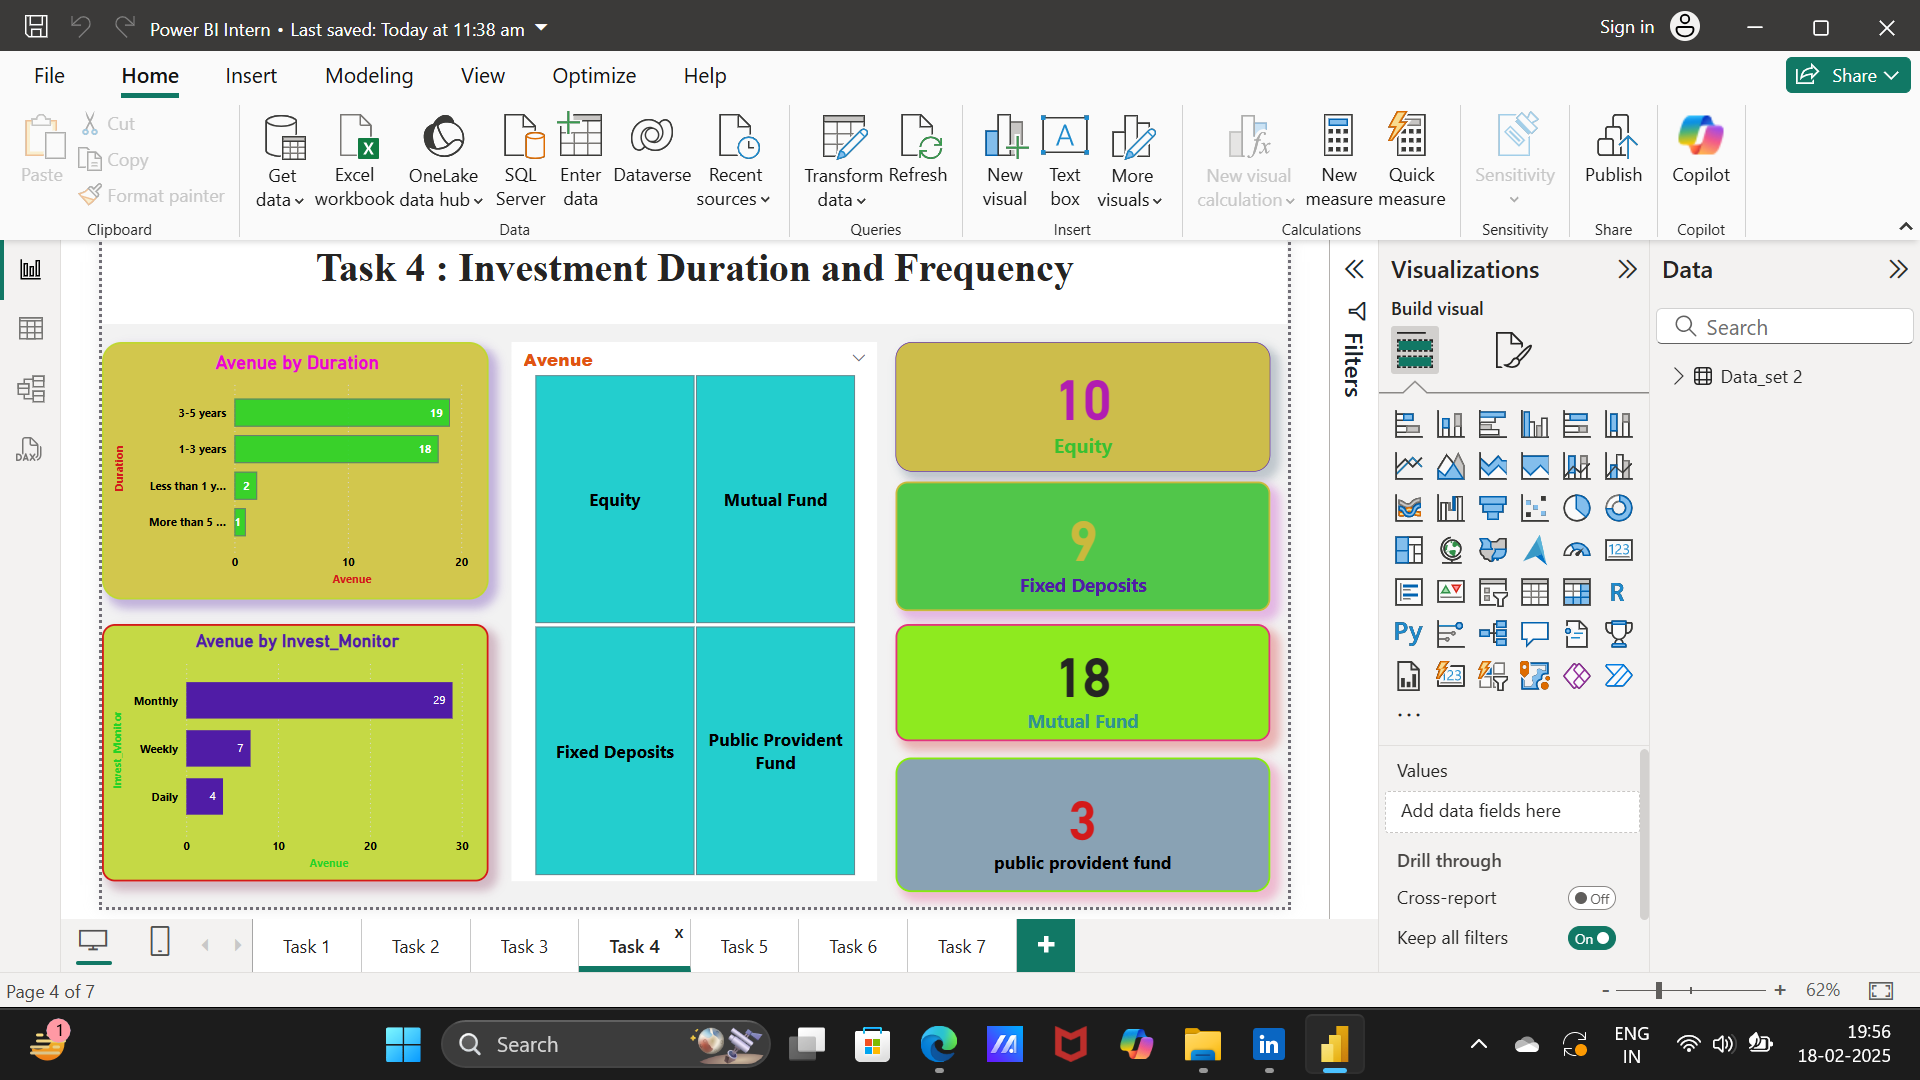 Power BI Intern • Last saved: Today at 11:38 am
Sign in
File Home Insert Modeling View Optimize Help
Share
Paste
Cut
Copy
Format painter
Clipboard
Get data
Excel workbook
OneLake data hub
SQL Server
Enter data
Dataverse
Recent sources
Data
Transform data
Refresh
Queries
New visual
Text box
More visuals
Insert
New visual calculation
New measure
Quick measure
Calculations
Sensitivity
Sensitivity
Publish
Share
Copilot
Copilot
DAX
Task 4 : Investment Duration and Frequency
Avenue by Duration
Duration
3-5 years 19
1-3 years 18
Less than 1 y... 2
More than 5 ... 1
0 10 20
Avenue
Avenue by Invest_Monitor
Invest_Monitor
Monthly 29
Weekly 7
Daily 4
0 10 20 30
Avenue
Avenue
Equity
Mutual Fund
Fixed Deposits
Public Provident
Fund
10
Equity
9
Fixed Deposits
18
Mutual Fund
3
public provident fund
Filters
Visualizations
Build visual
123
R
Py
123
...
Values
Add data fields here
Drill through
Cross-report Off
Keep all filters On
Data
Search
Data_set 2
Task 1 Task 2 Task 3 Task 4 x Task 5 Task 6 Task 7 +
Page 4 of 7
- + 62%
1
Search
in
ENG
IN
19:56
18-02-2025